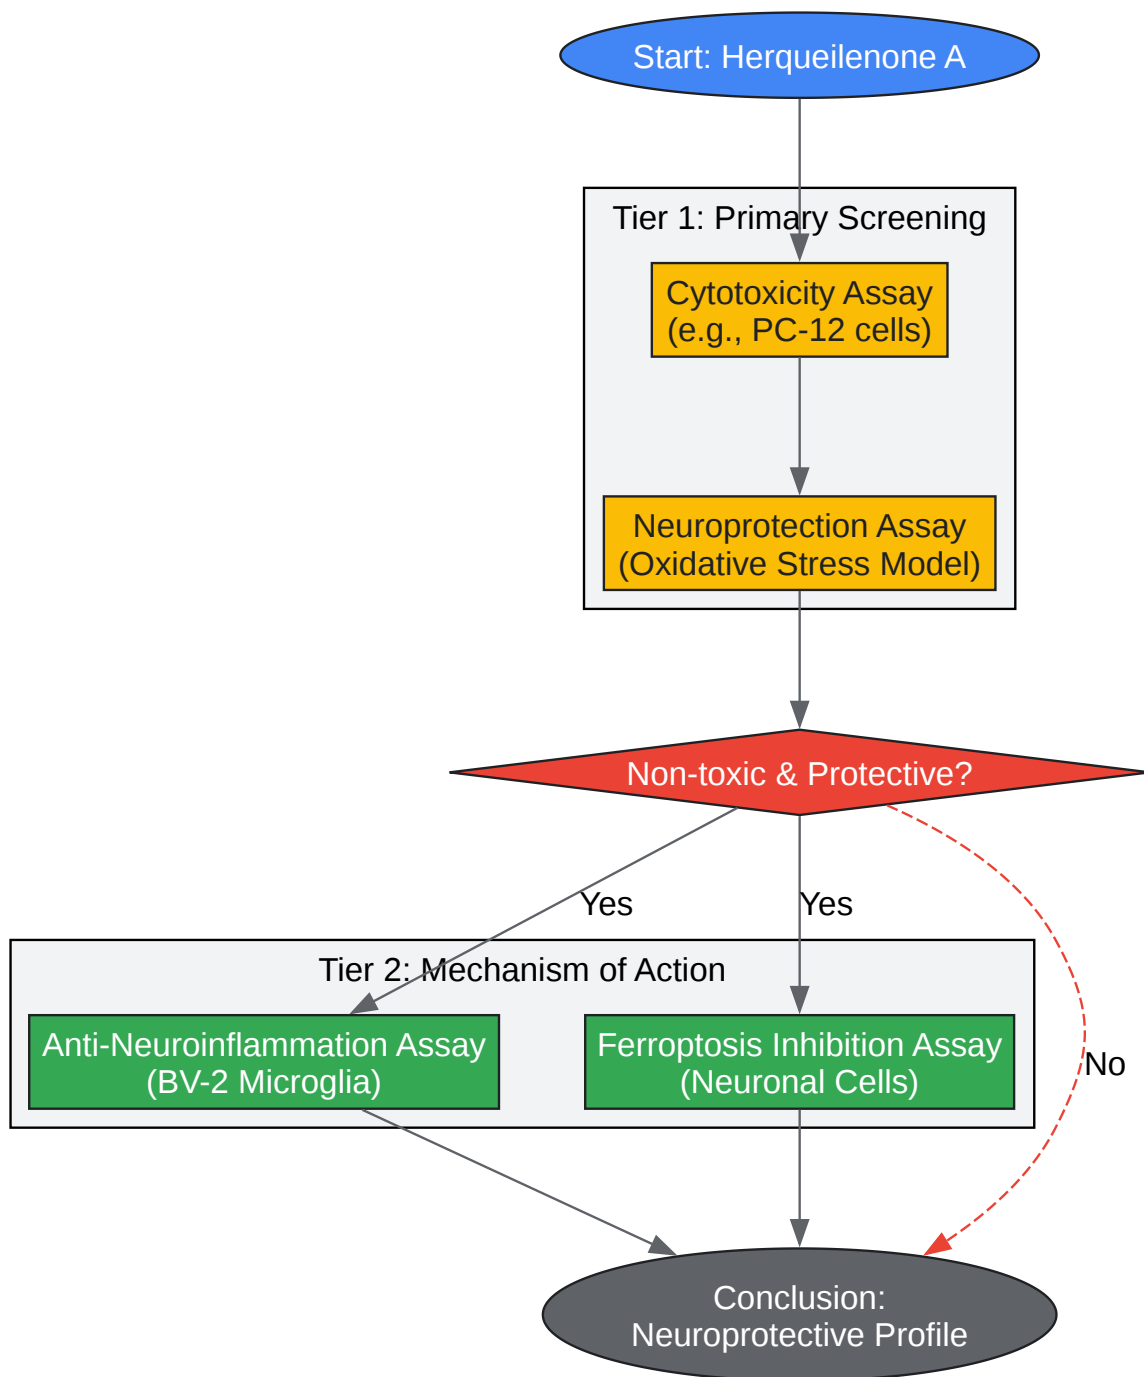 Start: Herqueilenone A
Tier 1: Primary Screening
Cytotoxicity Assay
(e.g., PC-12 cells)
Neuroprotection Assay
(Oxidative Stress Model)
Non-toxic & Protective?
Yes
Yes
Tier 2: Mechanism of Action
Anti-Neuroinflammation Assay
(BV-2 Microglia)
Ferroptosis Inhibition Assay
(Neuronal Cells)
No
Conclusion:
Neuroprotective Profile